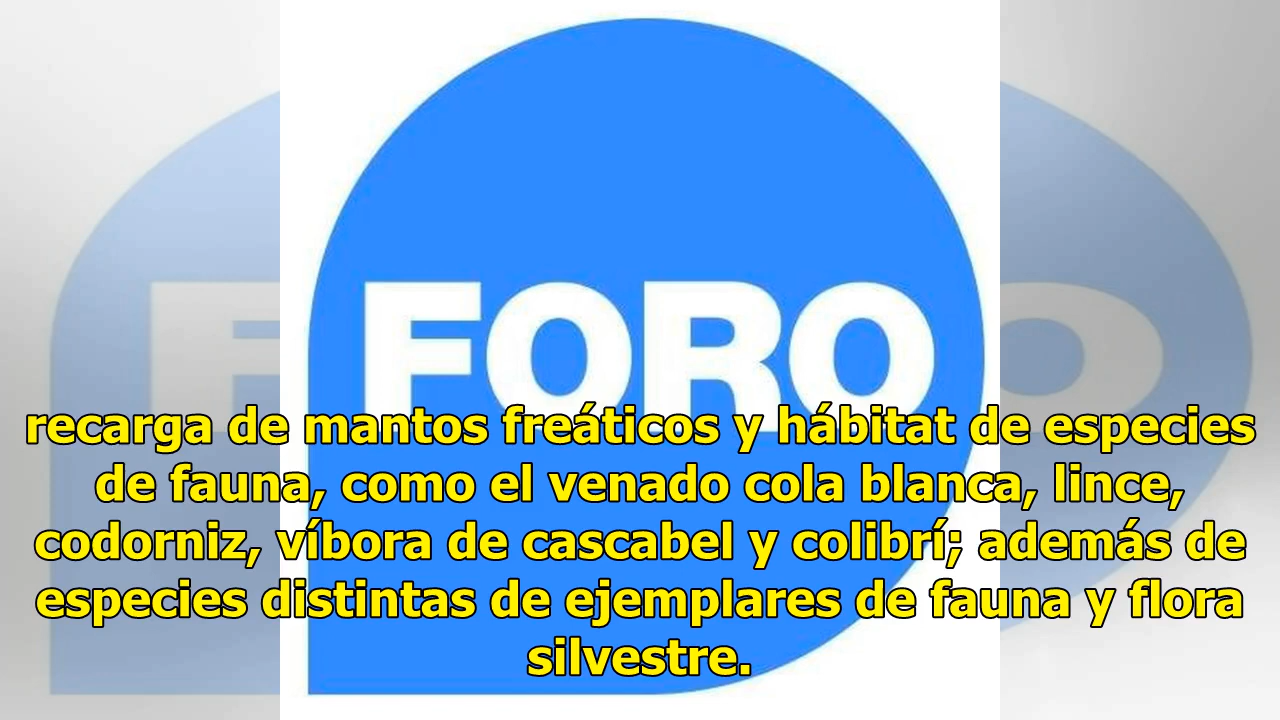 FORO
recarga de mantos freáticos y hábitat de especies
de fauna, como el venado cola blanca, lince,
codorniz, víbora de cascabel y colibrí; además de
especies distintas de ejemplares de fauna y flora
silvestre.